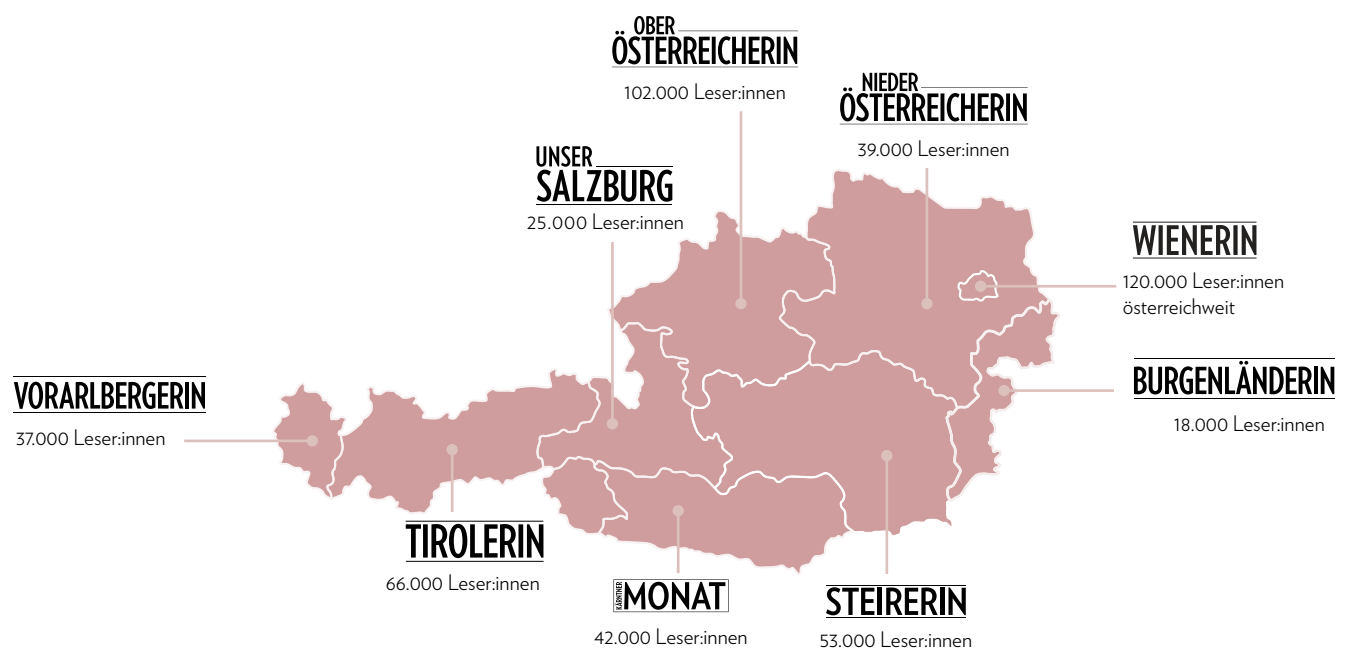 OBER
ÖSTERREICHERIN
102.000 Leser:innen
NIEDER
ÖSTERREICHERIN
39.000 Leser:innen
UNSER
SALZBURG
25.000 Leser:innen
WIENERIN
120.000 Leser:innen
österreichweit
VORARLBERGERIN
37.000 Leser:innen
BURGENLÄNDERIN
18.000 Leser:innen
TIROLERIN
66.000 Leser:innen
KÄRNTNER
MONAT
42.000 Leser:innen
STEIRERIN
53.000 Leser:innen